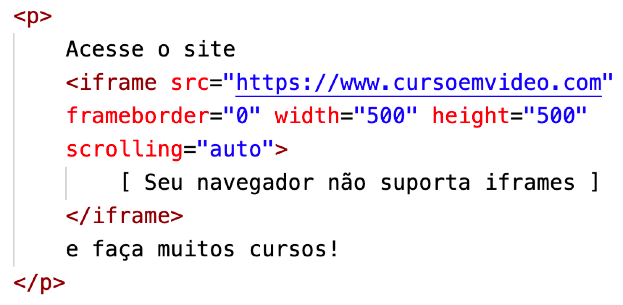 <p>
Acesse o site
<iframe src="https://www.cursoemvideo.com"
frameborder="0" width="500" height="500"
scrolling="auto">
[ Seu navegador não suporta iframes ]
</iframe>
e faça muitos cursos!
</p>